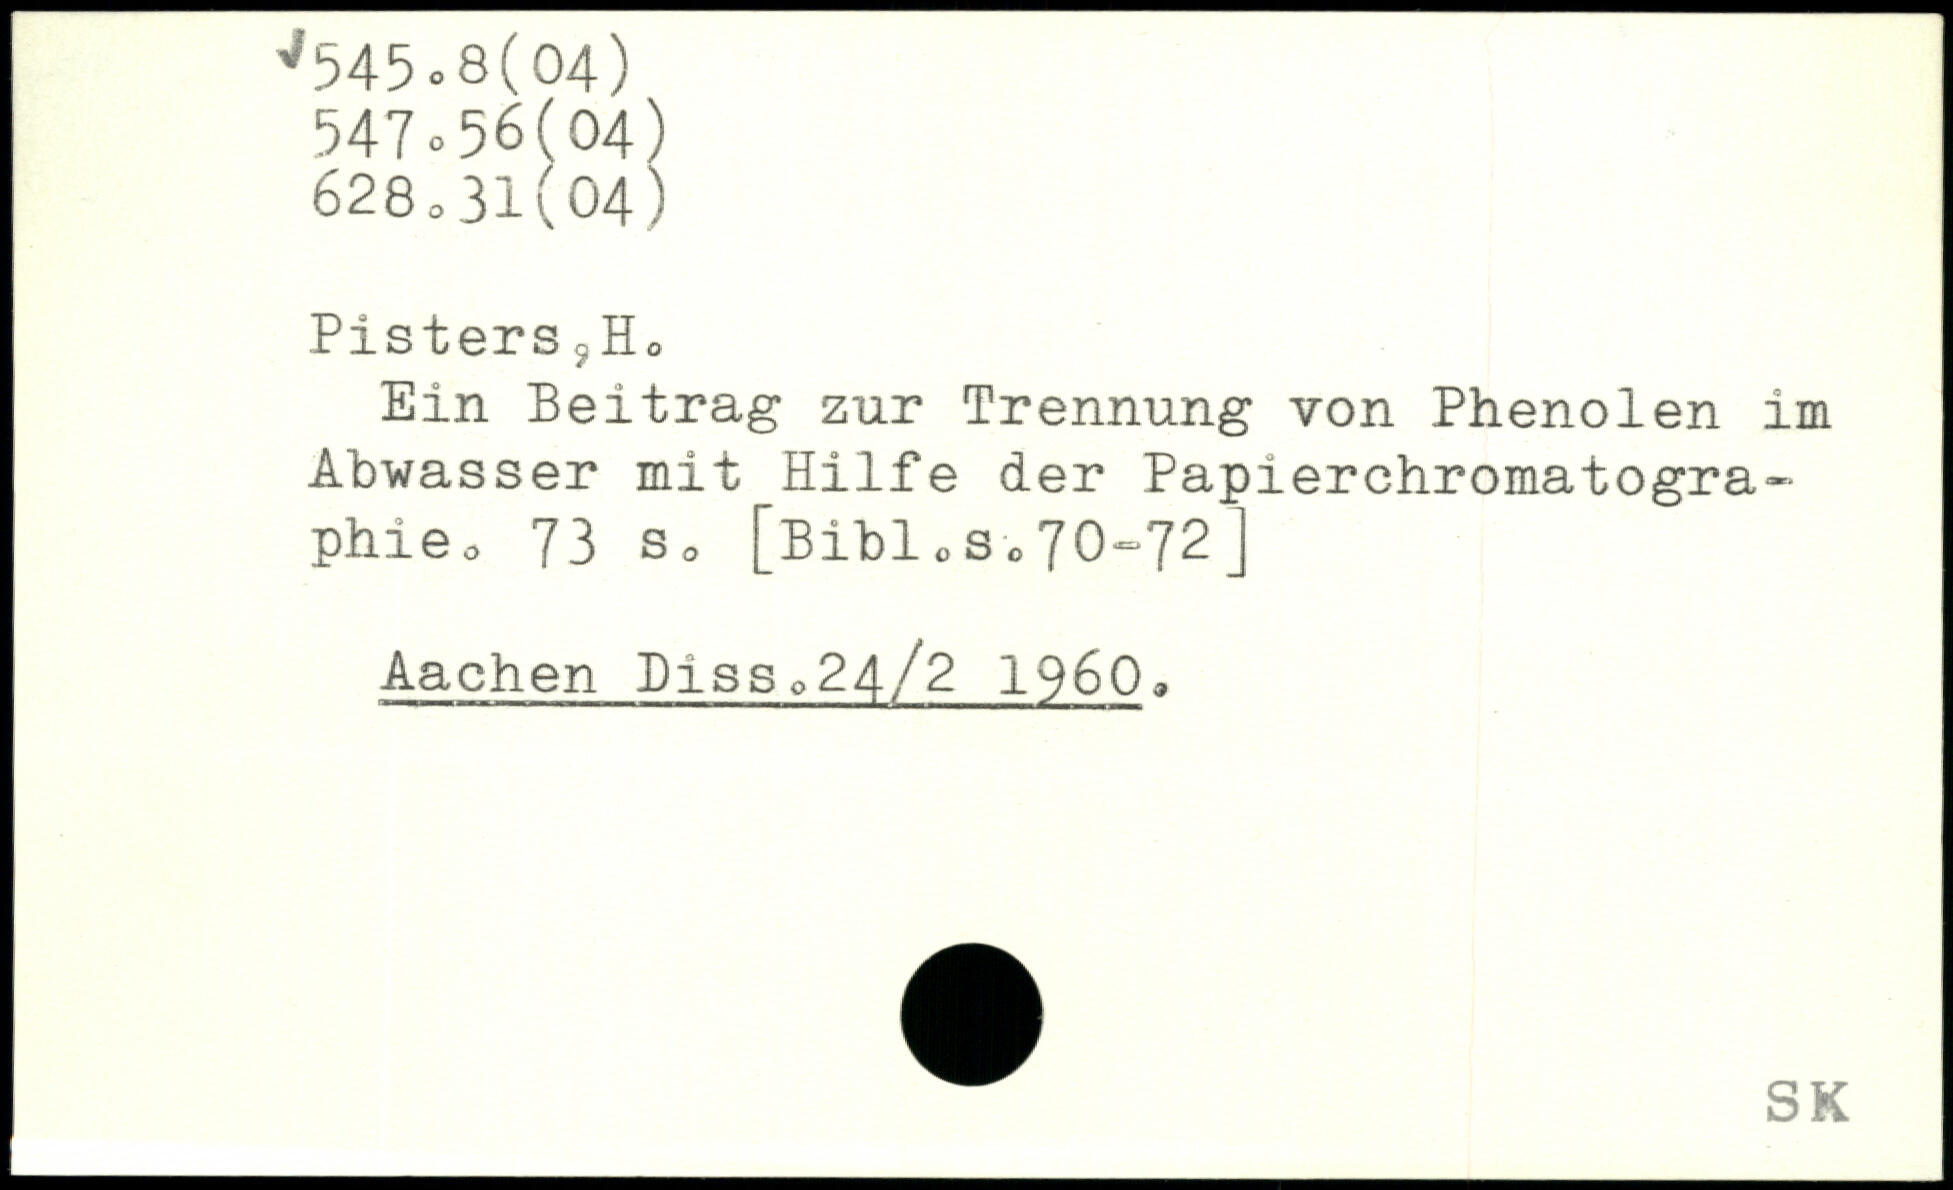 ✓545.8(04)
547.56(04)
628.31(04)
Pisters,H.
Ein Beitrag zur Trennung von Phenolen im
Abwasser mit Hilfe der Papierchromatogra-
phie. 73 s. [Bibl.s.70-72]
Aachen Diss.24/2 1960.
SK